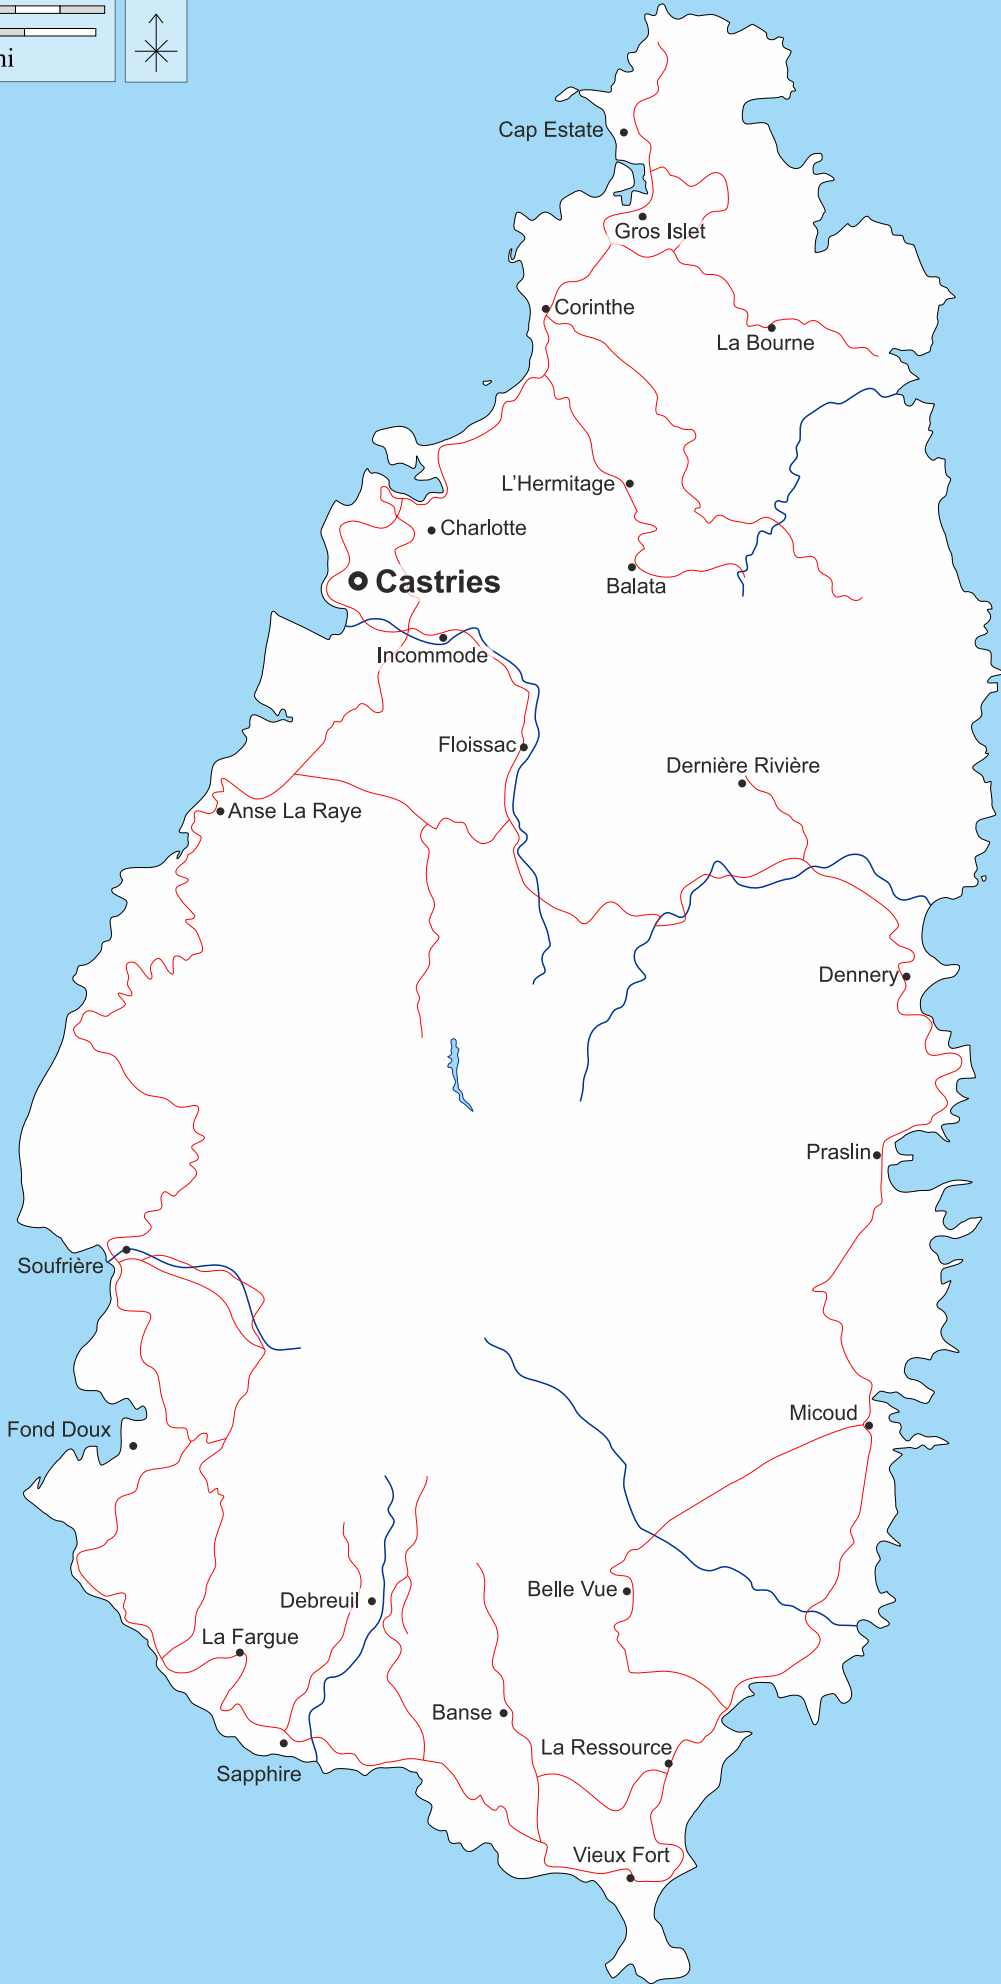 mi
Cap Estate
Gros Islet
Corinthe
La Bourne
L'Hermitage
Charlotte
Castries
Balata
Incommode
Floissac
Dernière Rivière
Anse La Raye
Dennery
Praslin
Soufrière
Micoud
Fond Doux
Belle Vue
Debreuil
La Fargue
Banse
La Ressource
Sapphire
Vieux Fort